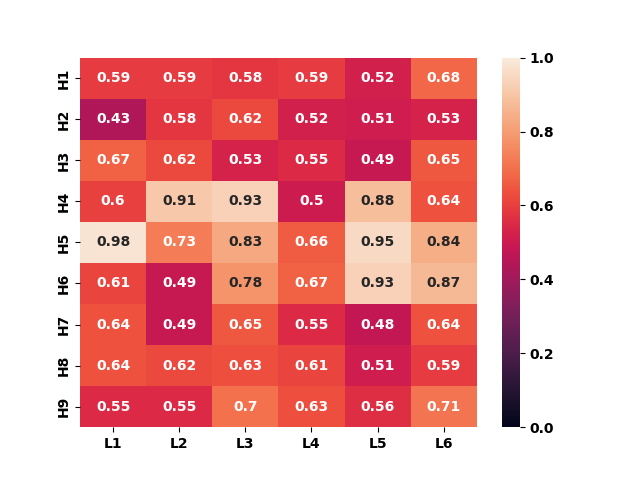 H1 0.59 0.59 0.58 0.59 0.52 0.68
H2 0.43 0.58 0.62 0.52 0.51 0.53
H3 0.67 0.62 0.53 0.55 0.49 0.65
H4 0.6 0.91 0.93 0.5 0.88 0.64
H5 0.98 0.73 0.83 0.66 0.95 0.84
H6 0.61 0.49 0.78 0.67 0.93 0.87
H7 0.64 0.49 0.65 0.55 0.48 0.64
H8 0.64 0.62 0.63 0.61 0.51 0.59
H9 0.55 0.55 0.7 0.63 0.56 0.71
L1 L2 L3 L4 L5 L6
1.0
0.8
0.6
0.4
0.2
0.0